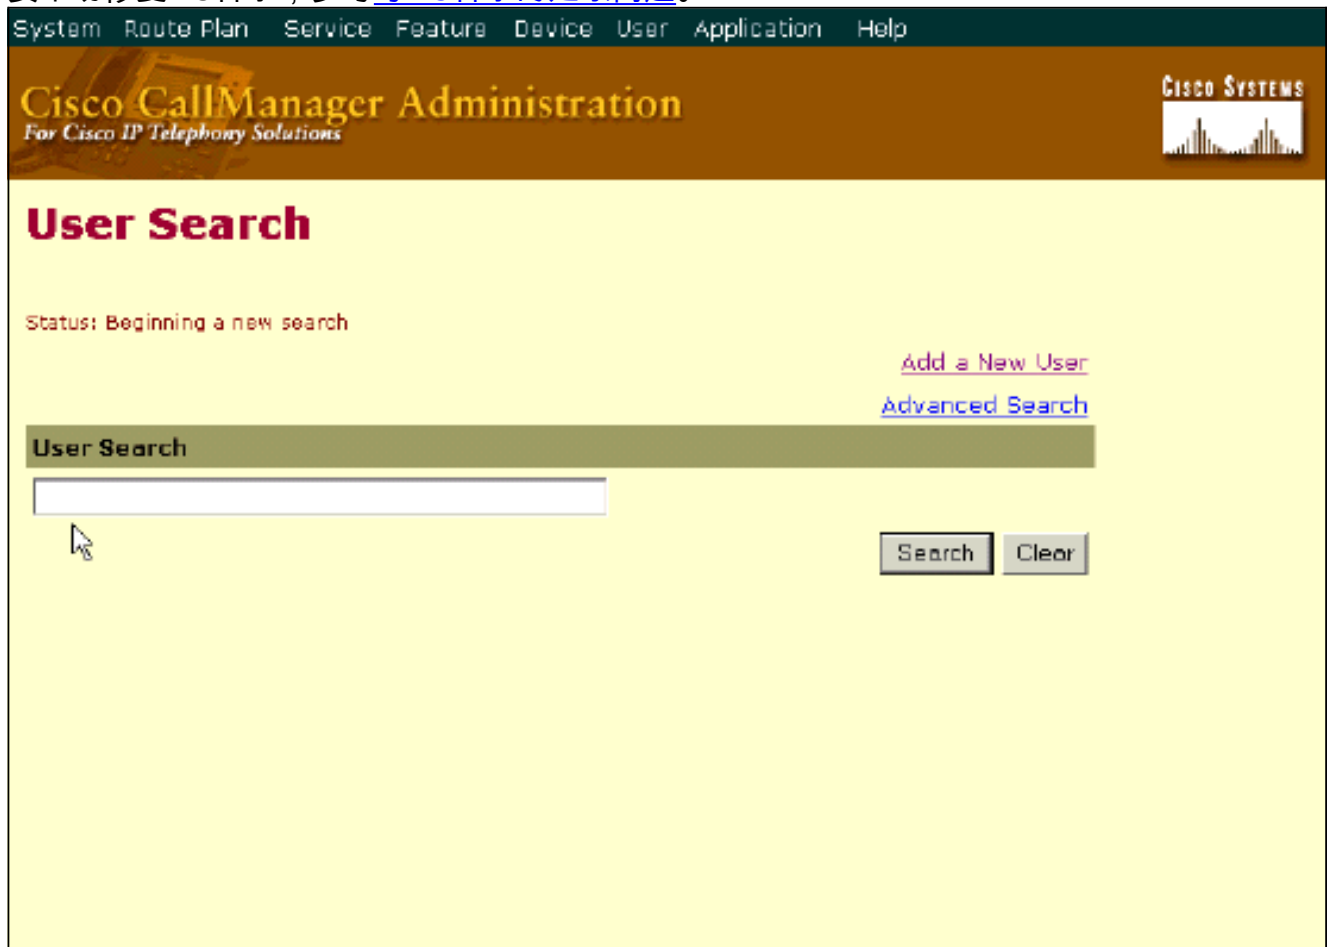 System Route Plan Service Feature Device User Application Help
Cisco CallManager Administration
For Cisco IP Telephony Solutions
CISCO SYSTEMS
User Search
Status: Beginning a new search
Add a New User
Advanced Search
User Search
Search Clear